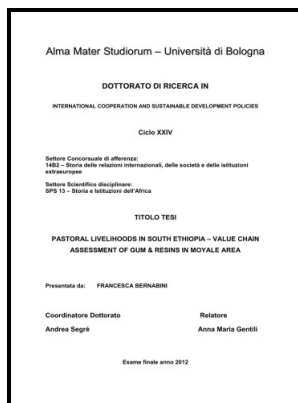 Alma Mater Studiorum – Università di Bologna
DOTTORATO DI RICERCA IN
INTERNATIONAL COOPERATION AND SUSTAINABLE DEVELOPMENT POLICIES
Ciclo XXIV
Settore Concorsuale di afferenza:
14B2 – Storia delle relazioni internazionali, delle società e delle istituzioni
extraeuropee
Settore Scientifico disciplinare:
SPS 13 – Storia e Istituzioni dell'Africa
TITOLO TESI
PASTORAL LIVELIHOODS IN SOUTH ETHIOPIA – VALUE CHAIN
ASSESSMENT OF GUM & RESINS IN MOYALE AREA
Presentata da: FRANCESCA BERNABINI
Coordinatore Dottorato Relatore
Andrea Segrè Anna Maria Gentili
Esame finale anno 2012